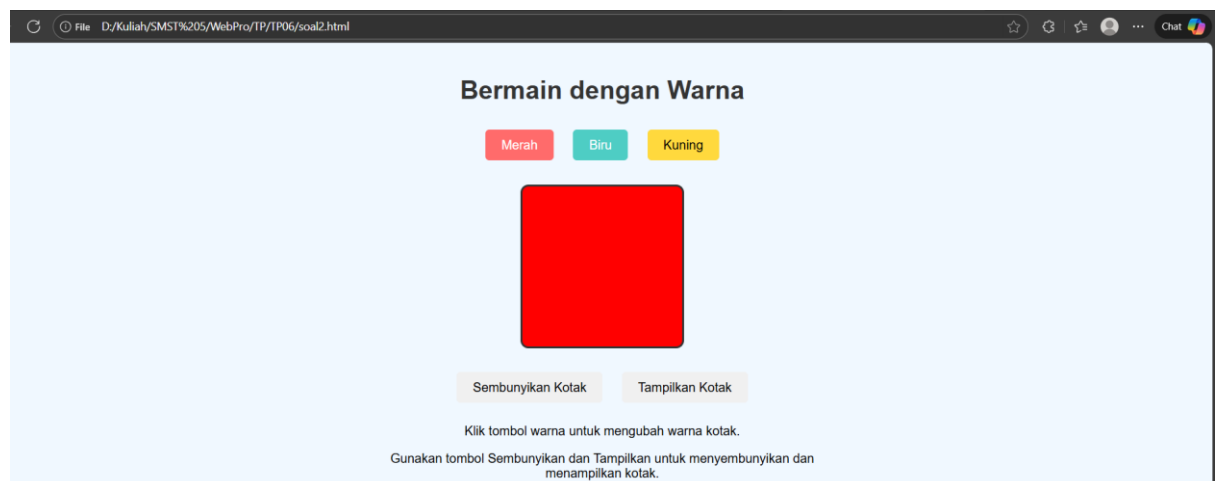 File D:/Kuliah/SMST%205/WebPro/TP/TP06/soal2.html
Chat
Bermain dengan Warna
Merah Biru Kuning
Sembunyikan Kotak Tampilkan Kotak
Klik tombol warna untuk mengubah warna kotak.
Gunakan tombol Sembunyikan dan Tampilkan untuk menyembunyikan dan
menampilkan kotak.